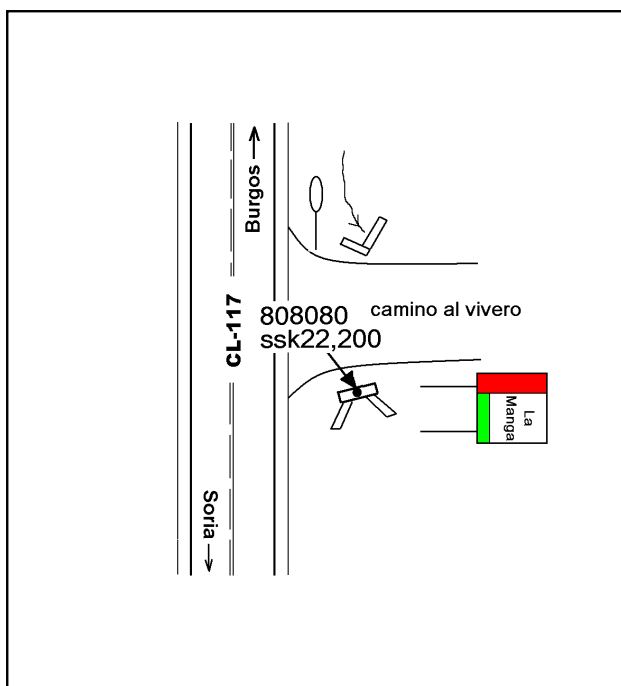 Burgos
CL-117
808080
ssk22,200
camino al vivero
La
Manga
Soria